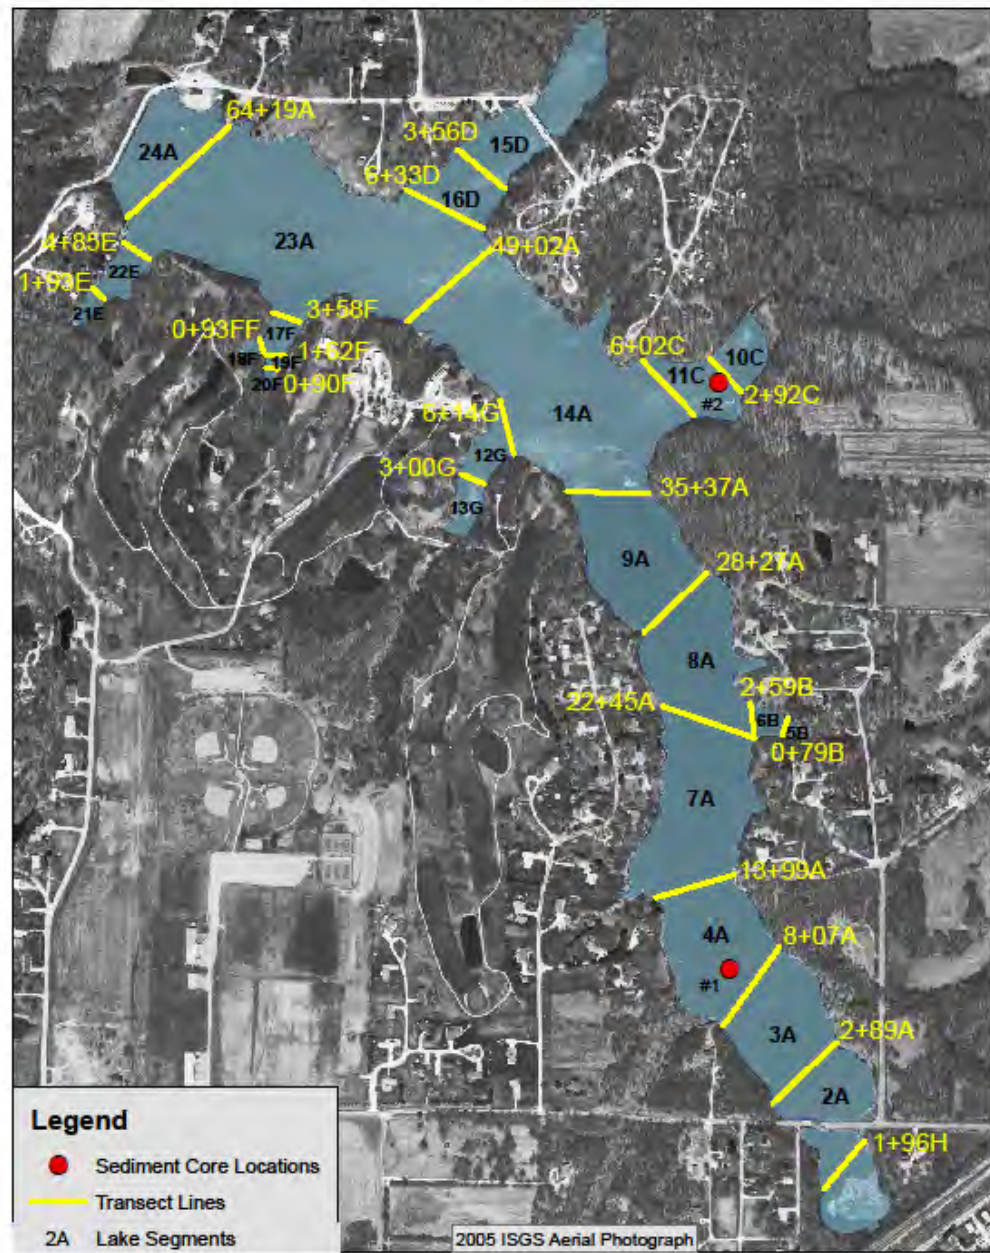 64+19A
3+56D
15D
24A
6+33D
16D
23A
49+02A
4+85E
22E
1+93E
21E
3+58F
0+93FF
17F
1+62F
18F
19F
20F
0+90F
6+02C
10C
11C
#2
2+92C
14A
6+14G
12G
3+00G
13G
35+37A
9A
28+27A
8A
22+45A
2+59B
6B
5B
0+79B
7A
13+99A
4A
8+07A
#1
3A
2+89A
2A
1+96H
Legend
Sediment Core Locations
Transect Lines
2A Lake Segments
2005 ISGS Aerial Photograph